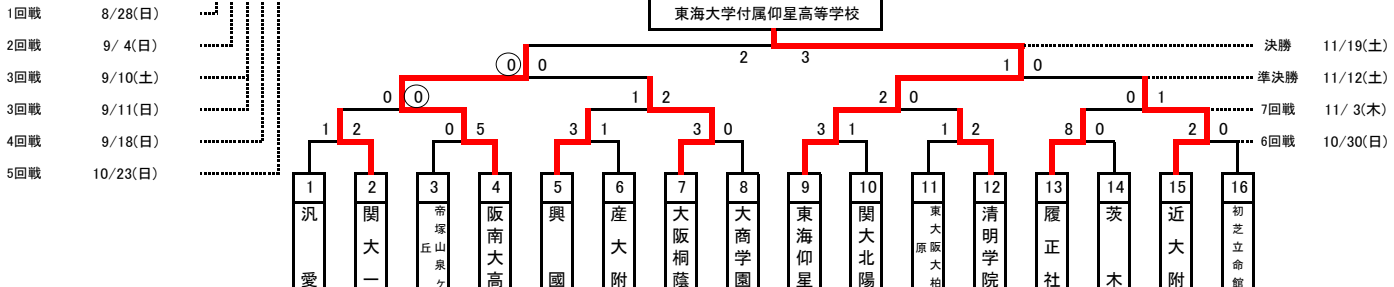 東海大学付属仰星高等学校
1回戦 8/28(日)
2回戦 9/ 4(日)
3回戦 9/10(土)
3回戦 9/11(日)
4回戦 9/18(日)
5回戦 10/23(日)
決勝 11/19(土)
準決勝 11/12(土)
7回戦 11/ 3(木)
6回戦 10/30(日)
2 3
0 0 1 0
0 0 1 2 2 0 0 1
1 2 0 5 3 1 3 0 3 1 1 2 8 0 2 0
1 2 3 4 5 6 7 8 9 10 11 12 13 14 15 16
汎愛
関大一
帝塚山泉ケ
丘
阪南大高
興國
産大附
大阪桐蔭
大商学園
東海仰星
関大北陽
東大阪大柏
原
清明学院
履正社
茨木
近大附
初芝立命館